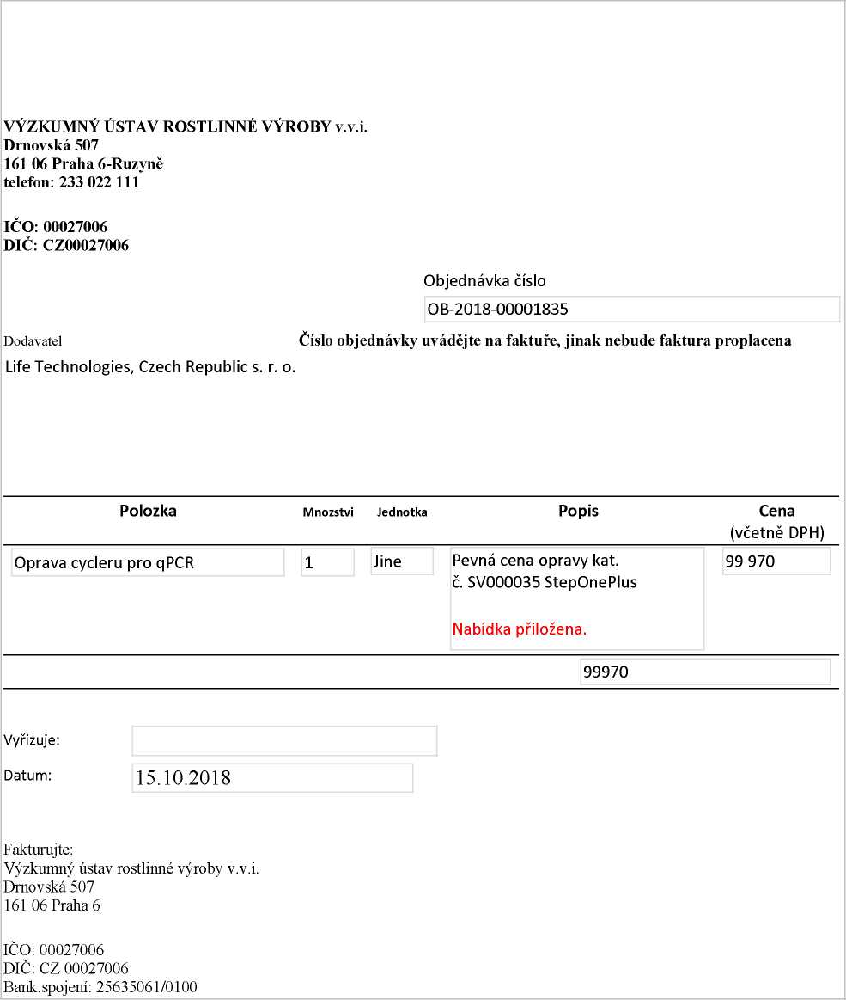 VÝZKUMNÝ ÚSTAV ROSTLINNÉ VÝROBY v.v.i.
Drnovská 507
161 06 Praha 6-Ruzyně
telefon: 233 022 111
IČO: 00027006
DIČ: CZ00027006
Objednávka číslo
OB-2018-00001835
Dodavatel Číslo objednávky uvádějte na faktuře, jinak nebude faktura proplacena
Life Technologies, Czech Republic s. r. o.
Polozka Mnozstvi Jednotka Popis Cena
(včetně DPH)
Oprava cycleru pro qPCR 1 Jine Pevná cena opravy kat. 99 970
č. SV000035 StepOnePlus
Nabídka přiložena.
99970
Vyřizuje:
Datum: 15.10.2018
Fakturujte:
Výzkumný ústav rostlinné výroby v.v.i.
Drnovská 507
161 06 Praha 6
IČO: 00027006
DIČ: CZ 00027006
Bank.spojení: 25635061/0100